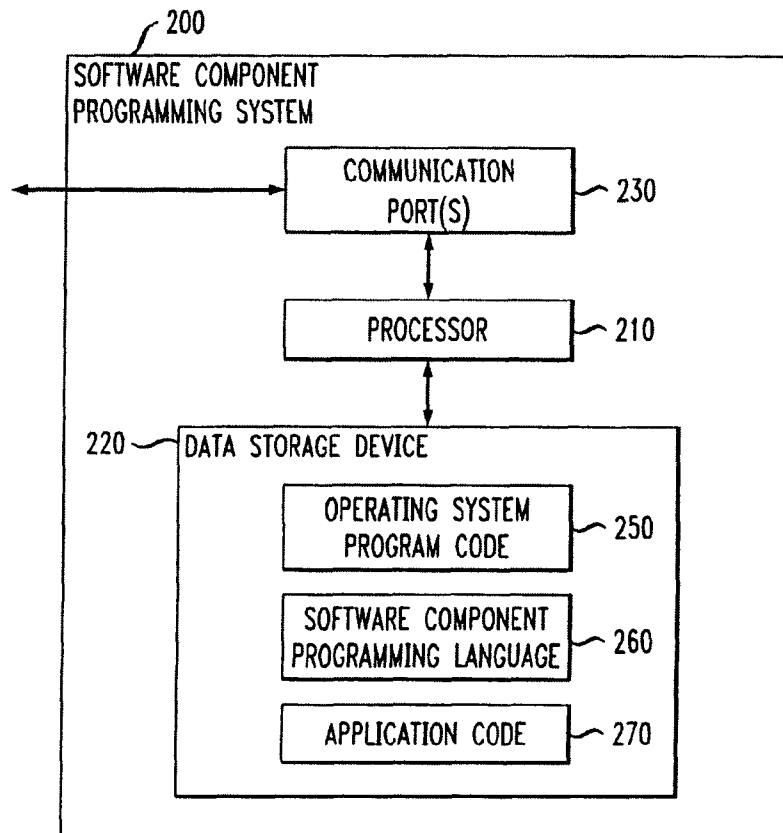 200
SOFTWARE COMPONENT
PROGRAMMING SYSTEM
COMMUNICATION
PORT(S)
230
PROCESSOR
210
220
DATA STORAGE DEVICE
OPERATING SYSTEM
PROGRAM CODE
250
SOFTWARE COMPONENT
PROGRAMMING LANGUAGE
260
APPLICATION CODE
270